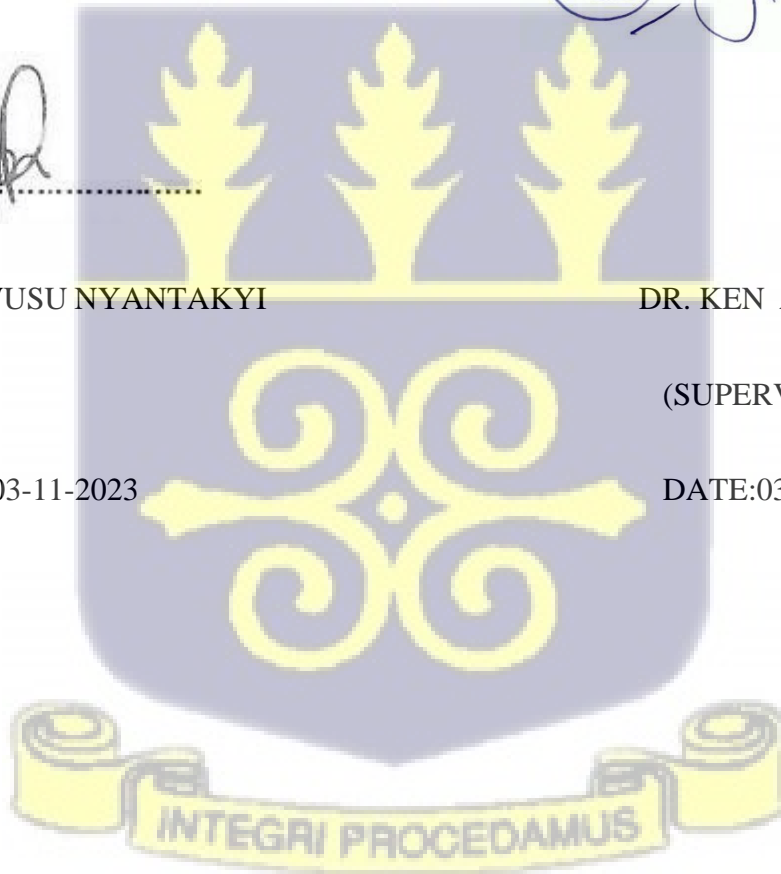 USU NYANTAKYI DR. KEN
(SUPERV
03-11-2023 DATE:03
INTEGRI PROCEDAMUS